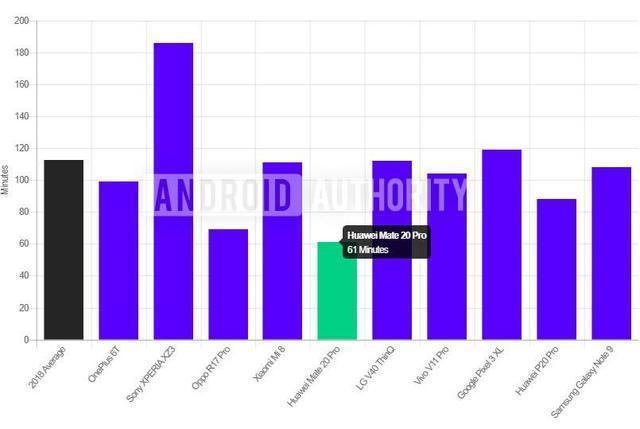 200
180
160
140
120
100
80
60
40
20
0
Minutes
ANDROID AUTHORITY
Huawei Mate 20 Pro
61 Minutes
2018 Average
OnePlus 6T
Sony XPERIA XZ3
Oppo R17 Pro
Xiaomi Mi 8
Huawei Mate 20 Pro
LG V40 ThinQ
Vivo V11 Pro
Google Pixel 3 XL
Huawei P20 Pro
Samsung Galaxy Note 9